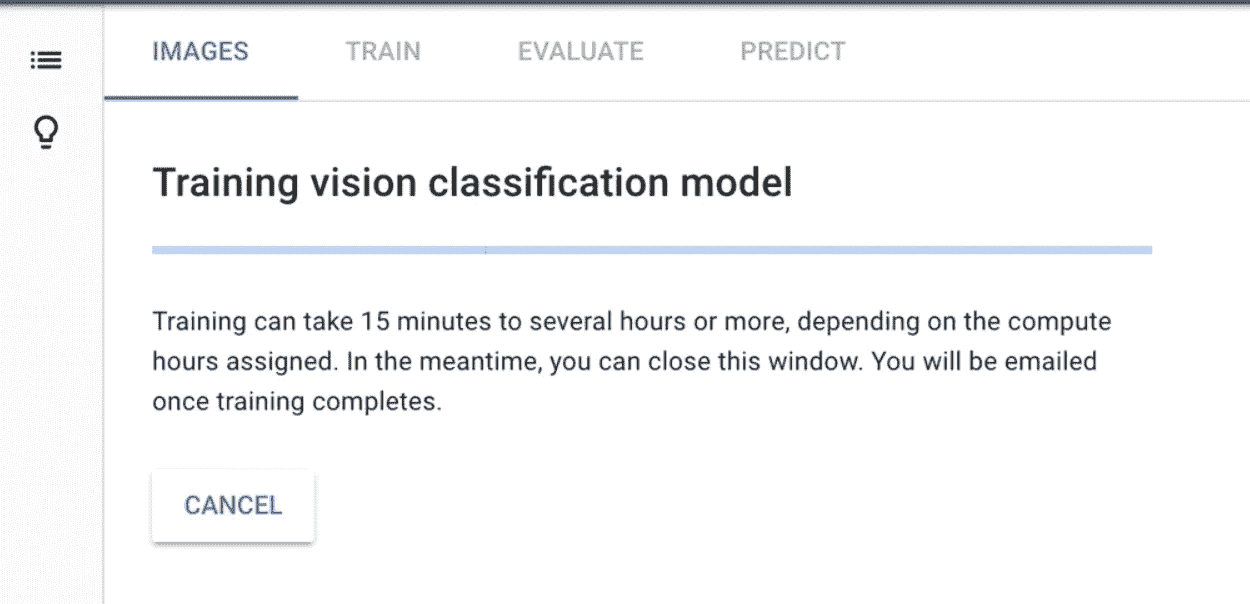 IMAGES TRAIN EVALUATE PREDICT
Training vision classification model
Training can take 15 minutes to several hours or more, depending on the compute
hours assigned. In the meantime, you can close this window. You will be emailed
once training completes.
CANCEL